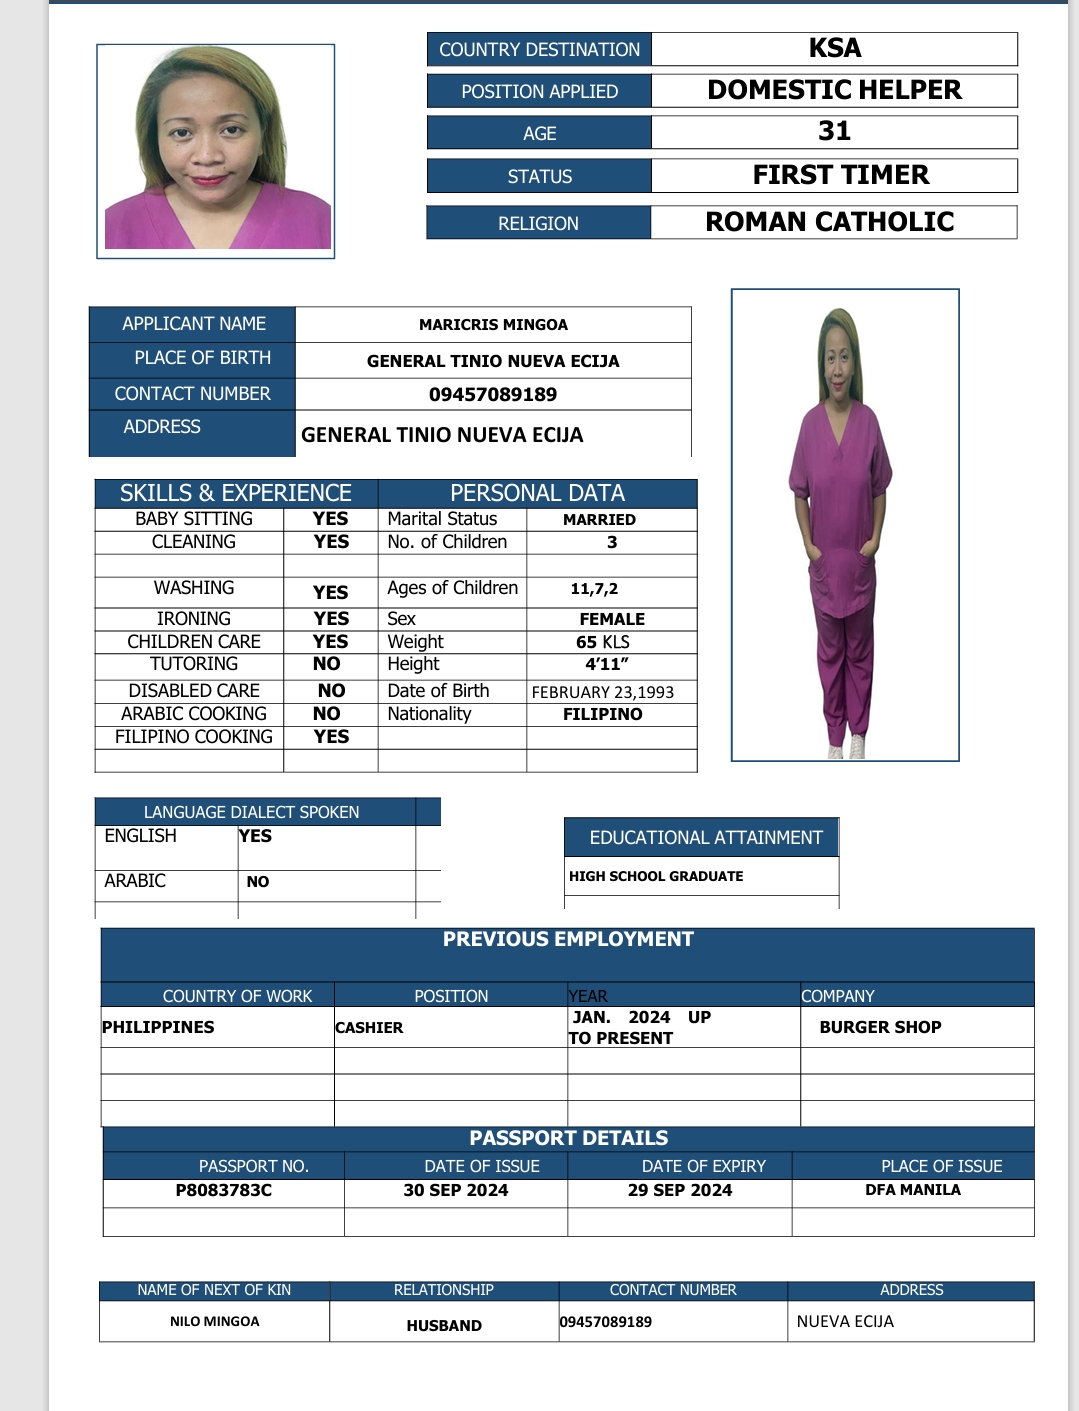 COUNTRY DESTINATION KSA
POSITION APPLIED DOMESTIC HELPER
AGE 31
STATUS FIRST TIMER
RELIGION ROMAN CATHOLIC
APPLICANT NAME MARICRIS MINGOA
PLACE OF BIRTH GENERAL TINIO NUEVA ECIJA
CONTACT NUMBER 09457089189
ADDRESS GENERAL TINIO NUEVA ECIJA
SKILLS & EXPERIENCE PERSONAL DATA
BABY SITTING YES Marital Status MARRIED
CLEANING YES No. of Children 3
WASHING YES Ages of Children 11,7,2
IRONING YES Sex FEMALE
CHILDREN CARE YES Weight 65 KLS
TUTORING NO Height 4’11”
DISABLED CARE NO Date of Birth FEBRUARY 23,1993
ARABIC COOKING NO Nationality FILIPINO
FILIPINO COOKING YES
LANGUAGE DIALECT SPOKEN
ENGLISH YES
ARABIC NO
EDUCATIONAL ATTAINMENT
HIGH SCHOOL GRADUATE
PREVIOUS EMPLOYMENT
COUNTRY OF WORK POSITION YEAR COMPANY
PHILIPPINES CASHIER JAN. 2024 UP TO PRESENT BURGER SHOP
PASSPORT DETAILS
PASSPORT NO. DATE OF ISSUE DATE OF EXPIRY PLACE OF ISSUE
P8083783C 30 SEP 2024 29 SEP 2024 DFA MANILA
NAME OF NEXT OF KIN RELATIONSHIP CONTACT NUMBER ADDRESS
NILO MINGOA HUSBAND 09457089189 NUEVA ECIJA